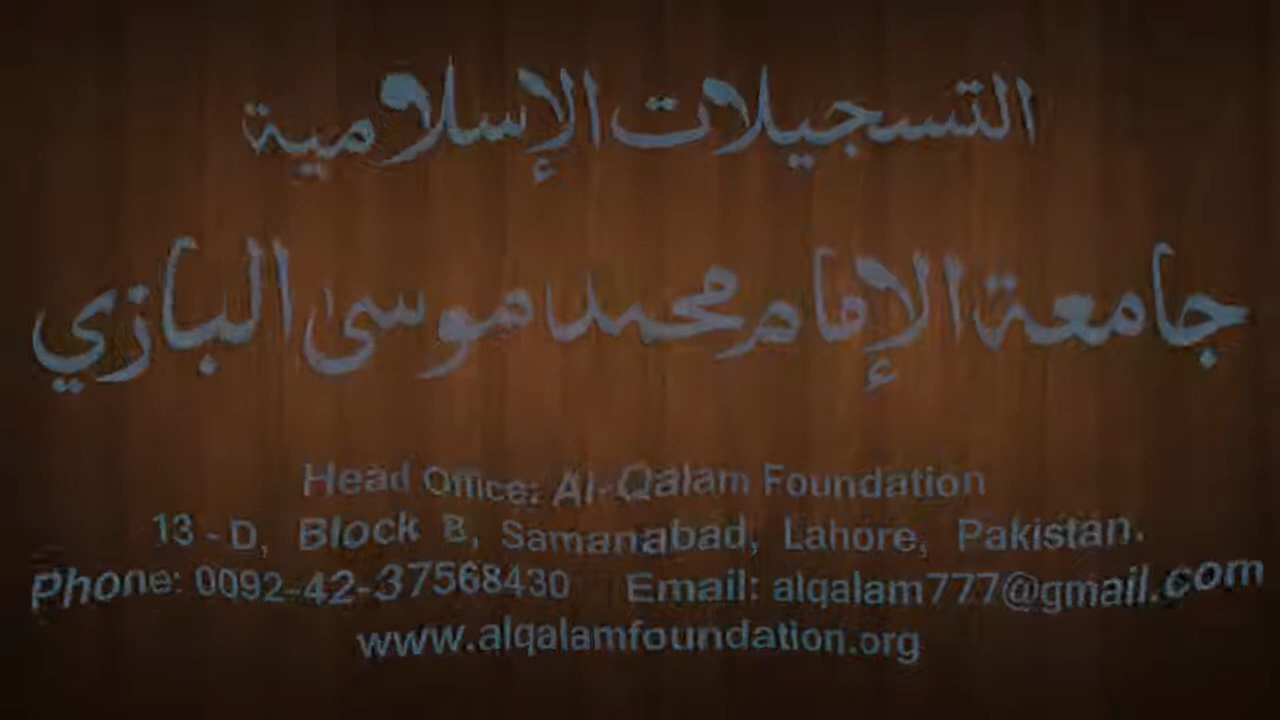 التسجيلات الإسلامية
جامعة الإمام محمد موسى البازي
Head Office: Al-Qalam Foundation
13 - D, Block B, Samanabad, Lahore, Pakistan.
Phone: 0092-42-37568430 Email: alqalam777@gmail.com
www.alqalamfoundation.org